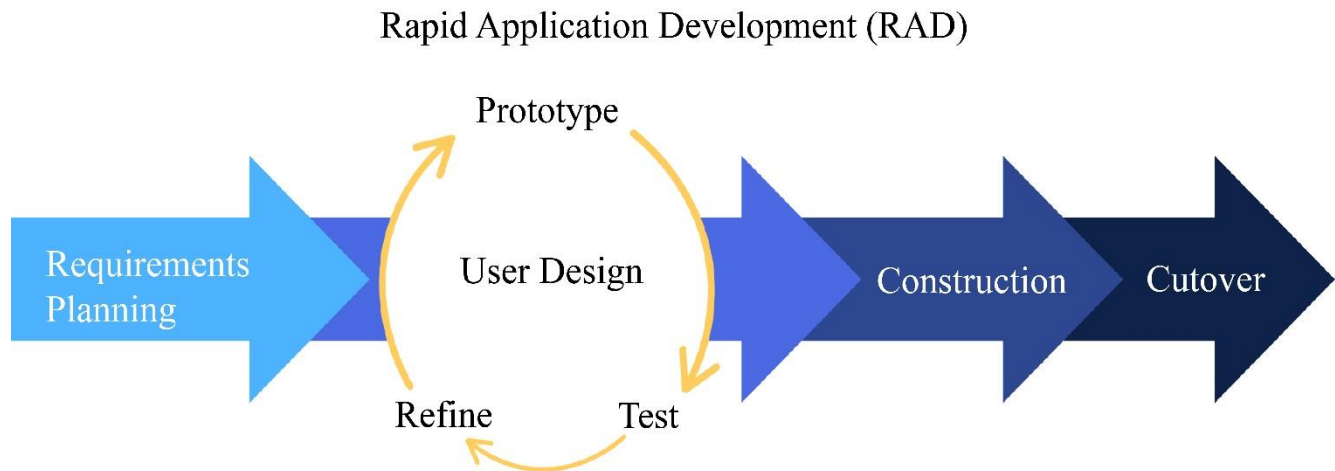 Rapid Application Development (RAD)
Prototype
Requirements
Planning
User Design
Construction
Cutover
Refine
Test